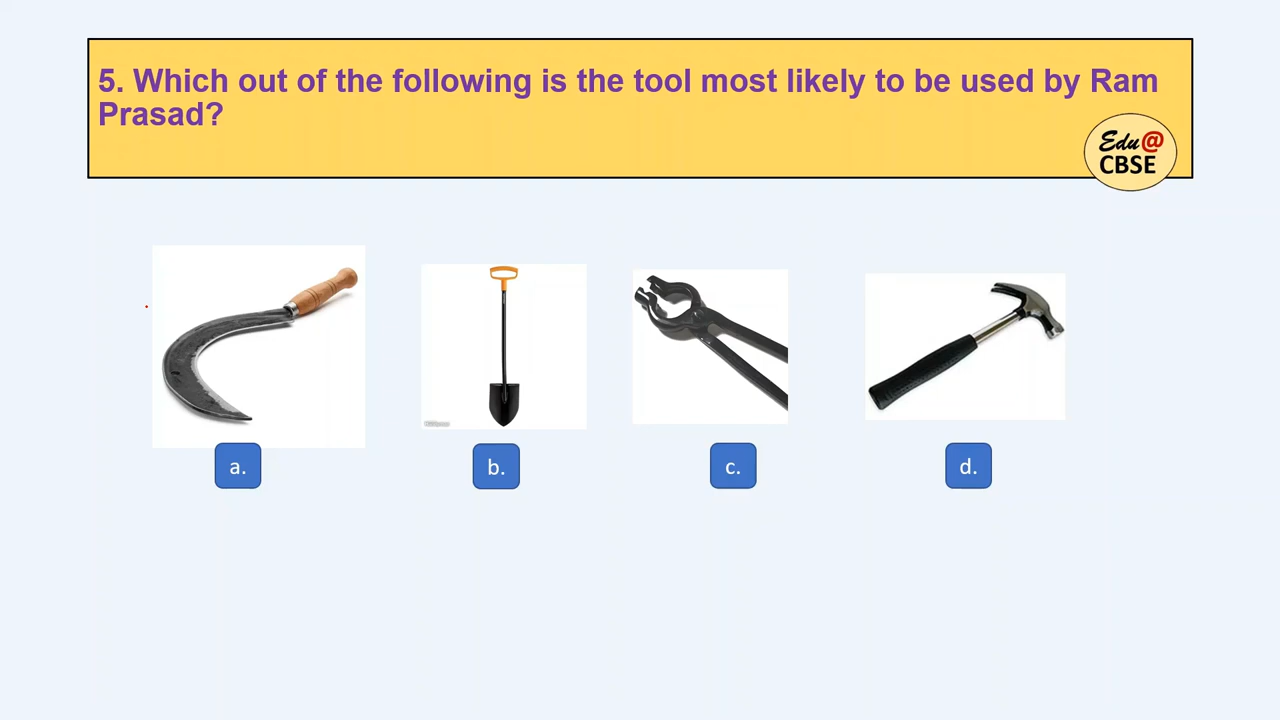 5. Which out of the following is the tool most likely to be used by Ram
Prasad?
Edu@
CBSE
a.
b.
c.
d.